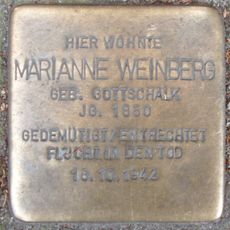 HIER WOHNTE
MARIANNE WEINBERG
GEB. GOTTSCHALK
JG. 1860
GEDEMÜTIGT / ENTRECHTET
FLUCHT IN DEN TOD
16.10.1942